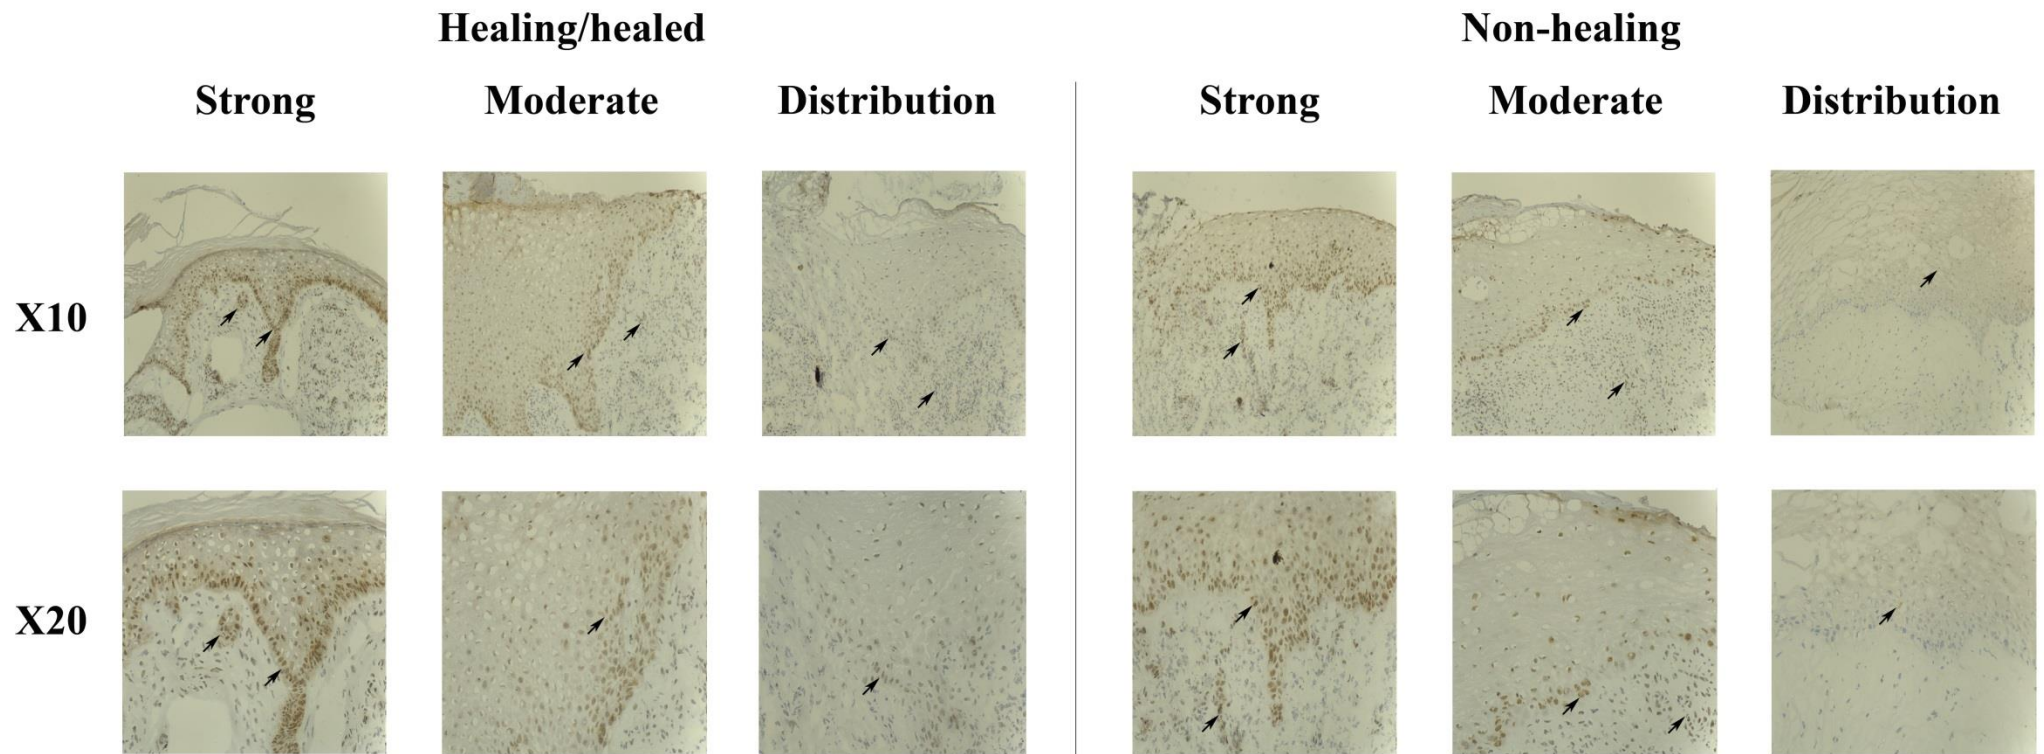 Healing/healed Non-healing
Strong Moderate Distribution Strong Moderate Distribution
X10
X20